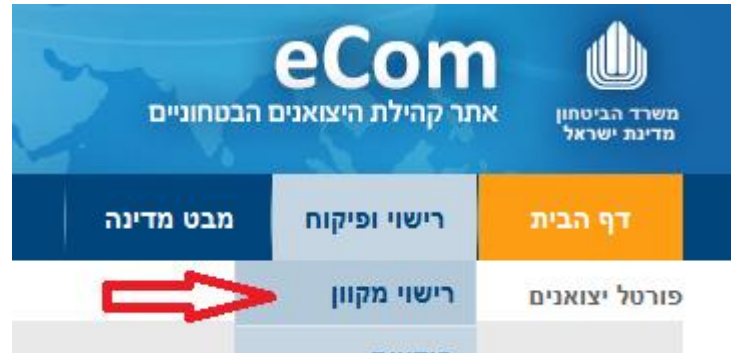 eCom
אתר קהילת היצואנים הבטחוניים
משרד הביטחון
מדינת ישראל
דף הבית
רישוי ופיקוח
מבט מדינה
רישוי מקוון
פורטל יצואנים